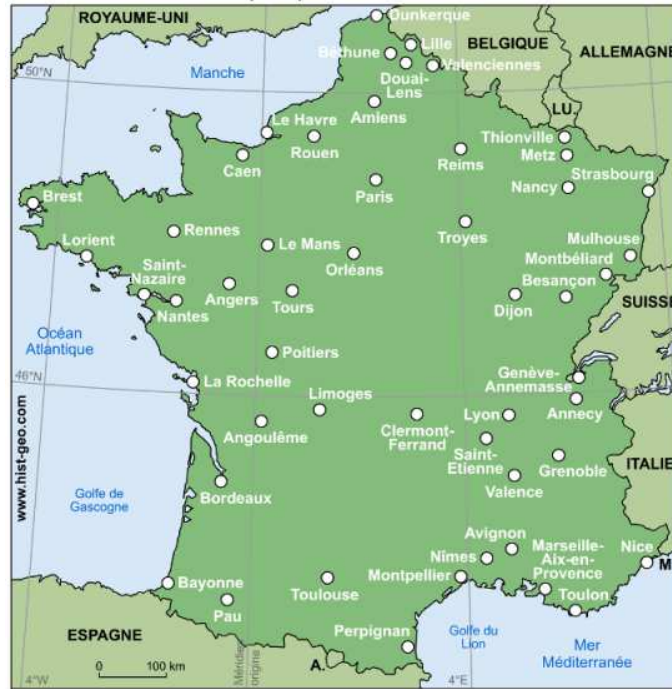 ROYAUME-UNI
Dunkerque
Lille
BELGIQUE
ALLEMAGNE
Béthune
50°N
Manche
Douai-
Lens
Valenciennes
LU.
Amiens
Le Havre
Rouen
Caen
Reims
Thionville
Metz
Nancy
Strasbourg
Paris
Brest
Rennes
Le Mans
Troyes
Lorient
Orléans
Mulhouse
Montbéliard
Saint-
Nazaire
Besançon
Angers
Tours
Nantes
Dijon
SUISSE
Océan
Atlantique
Poitiers
Genève-
Annemasse
46°N
La Rochelle
Limoges
Annecy
Lyon
Clermont-
Ferrand
Angoulême
Saint-
Etienne
Grenoble
ITALIE
Valence
www.hist-geo.com
Golfe de
Gascogne
Bordeaux
Avignon
Nîmes
Marseille-
Aix-en-
Provence
Nice
M
Bayonne
Toulouse
Montpellier
Toulon
Pau
ESPAGNE
Perpignan
Golfe du
Lion
Mer
Méditerranée
0
100 km
Méridien
origine
A.
4°W
4°E